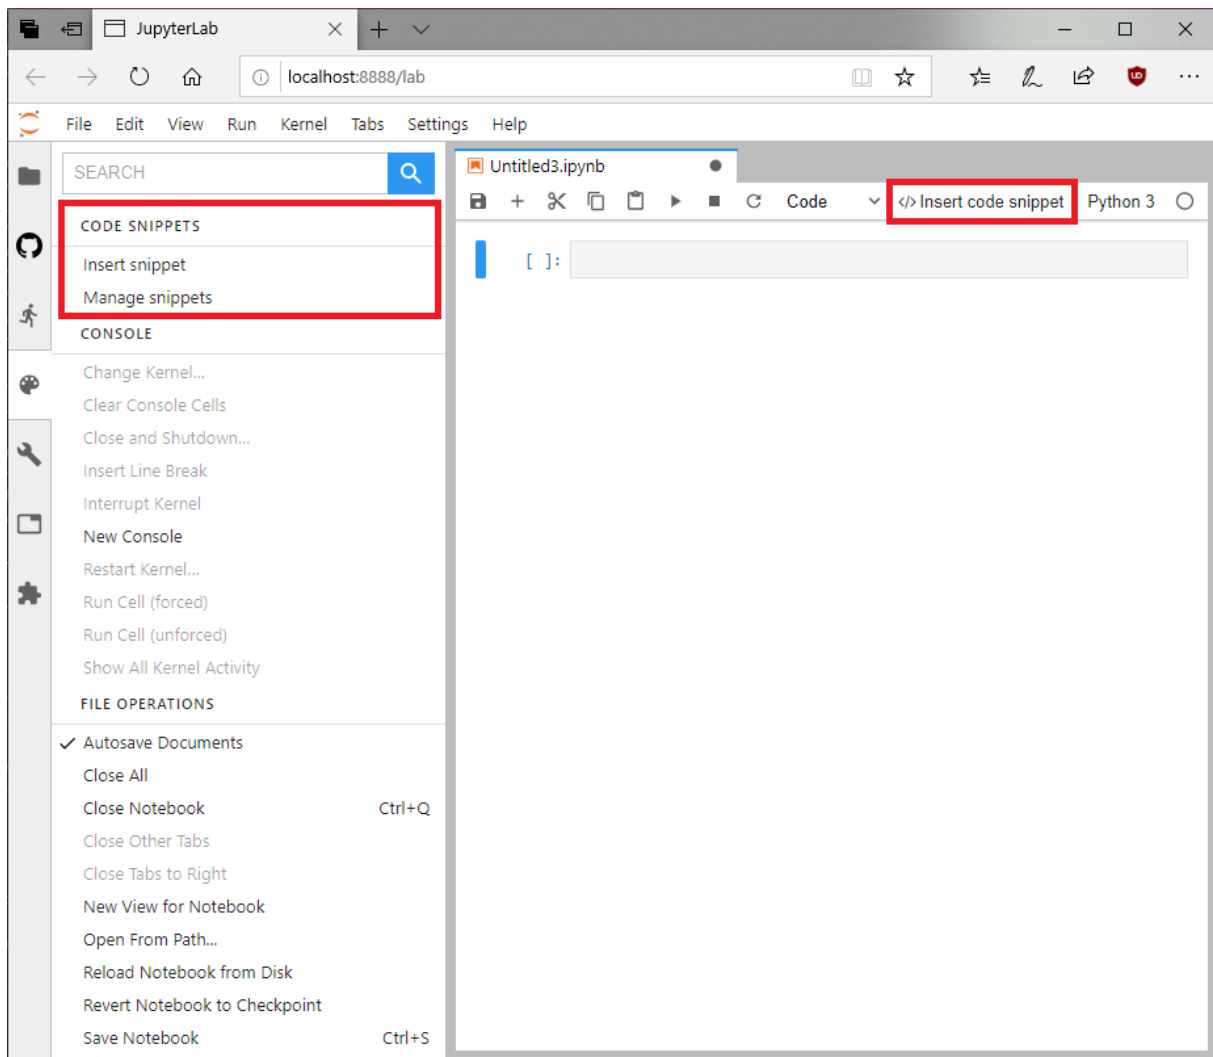 JupyterLab
localhost:8888/lab
File Edit View Run Kernel Tabs Settings Help
SEARCH
CODE SNIPPETS
Insert snippet
Manage snippets
CONSOLE
Change Kernel...
Clear Console Cells
Close and Shutdown...
Insert Line Break
Interrupt Kernel
New Console
Restart Kernel...
Run Cell (forced)
Run Cell (unforced)
Show All Kernel Activity
FILE OPERATIONS
Autosave Documents
Close All
Close Notebook Ctrl+Q
Close Other Tabs
Close Tabs to Right
New View for Notebook
Open From Path...
Reload Notebook from Disk
Revert Notebook to Checkpoint
Save Notebook Ctrl+S
Untitled3.ipynb
Code </> Insert code snippet Python 3
[ ]: